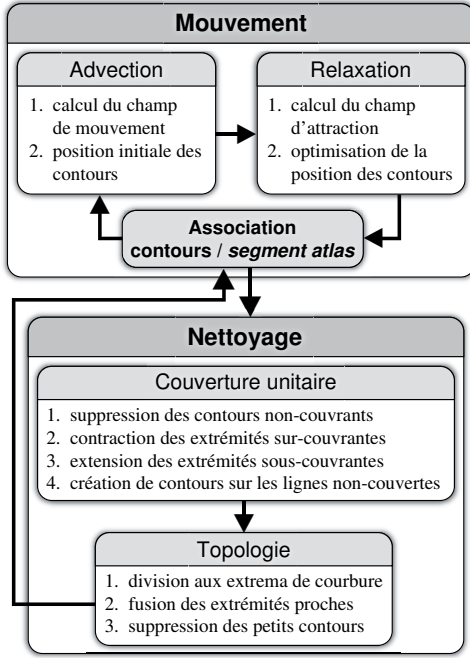 Mouvement
Advection
1. calcul du champ
de mouvement
2. position initiale des
contours
Relaxation
1. calcul du champ
d'attraction
2. optimisation de la
position des contours
Association
contours / segment atlas
Nettoyage
Couverture unitaire
1. suppression des contours non-couvrants
2. contraction des extrémités sur-couvrantes
3. extension des extrémités sous-couvrantes
4. création de contours sur les lignes non-couvertes
Topologie
1. division aux extrema de courbure
2. fusion des extrémités proches
3. suppression des petits contours